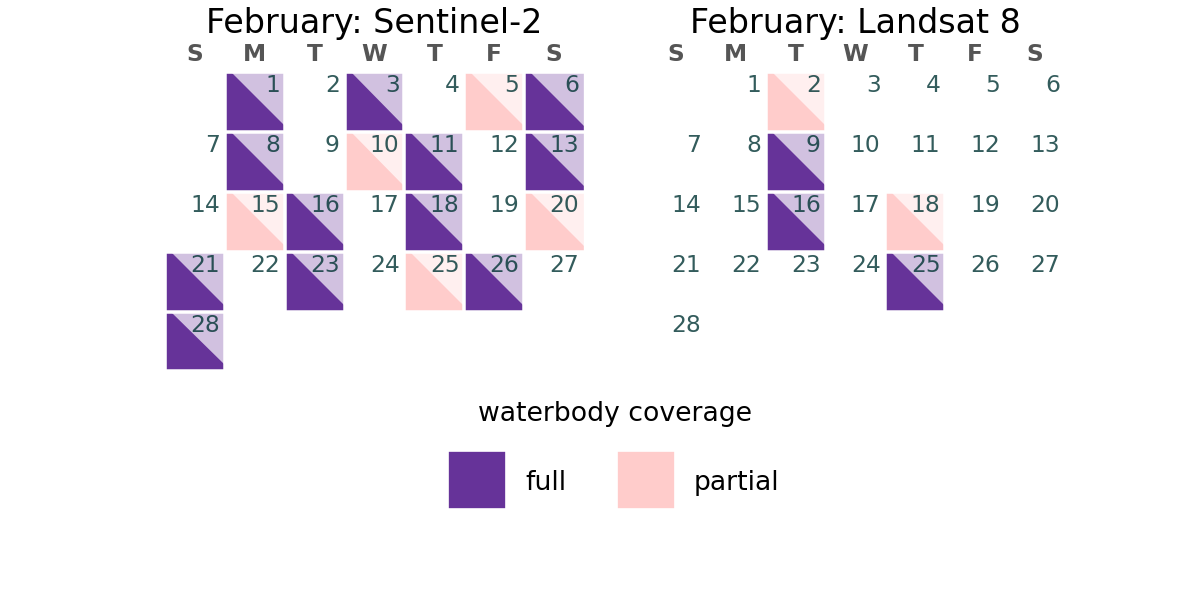 February: Sentinel-2
S M T W T F S
1 2 3 4 5 6
7 8 9 10 11 12 13
14 15 16 17 18 19 20
21 22 23 24 25 26 27
28
February: Landsat 8
S M T W T F S
1 2 3 4 5 6
7 8 9 10 11 12 13
14 15 16 17 18 19 20
21 22 23 24 25 26 27
28
waterbody coverage
full
partial